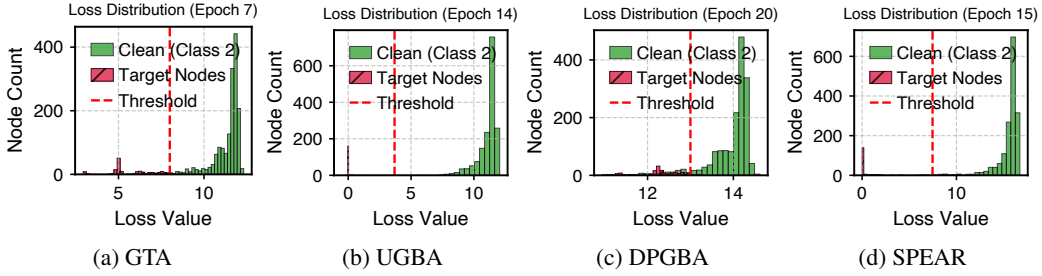 Loss Distribution (Epoch 7)
Node Count
400
200
0
Clean (Class 2)
Target Nodes
Threshold
5
10
Loss Value
(a) GTA
Loss Distribution (Epoch 14)
Node Count
600
400
200
0
Clean (Class 2)
Target Nodes
Threshold
0
5
10
Loss Value
(b) UGBA
Loss Distribution (Epoch 20)
Node Count
400
200
0
Clean (Class 2)
Target Nodes
Threshold
12
14
Loss Value
(c) DPGBA
Loss Distribution (Epoch 15)
Node Count
600
400
200
0
Clean (Class 2)
Target Nodes
Threshold
0
10
Loss Value
(d) SPEAR